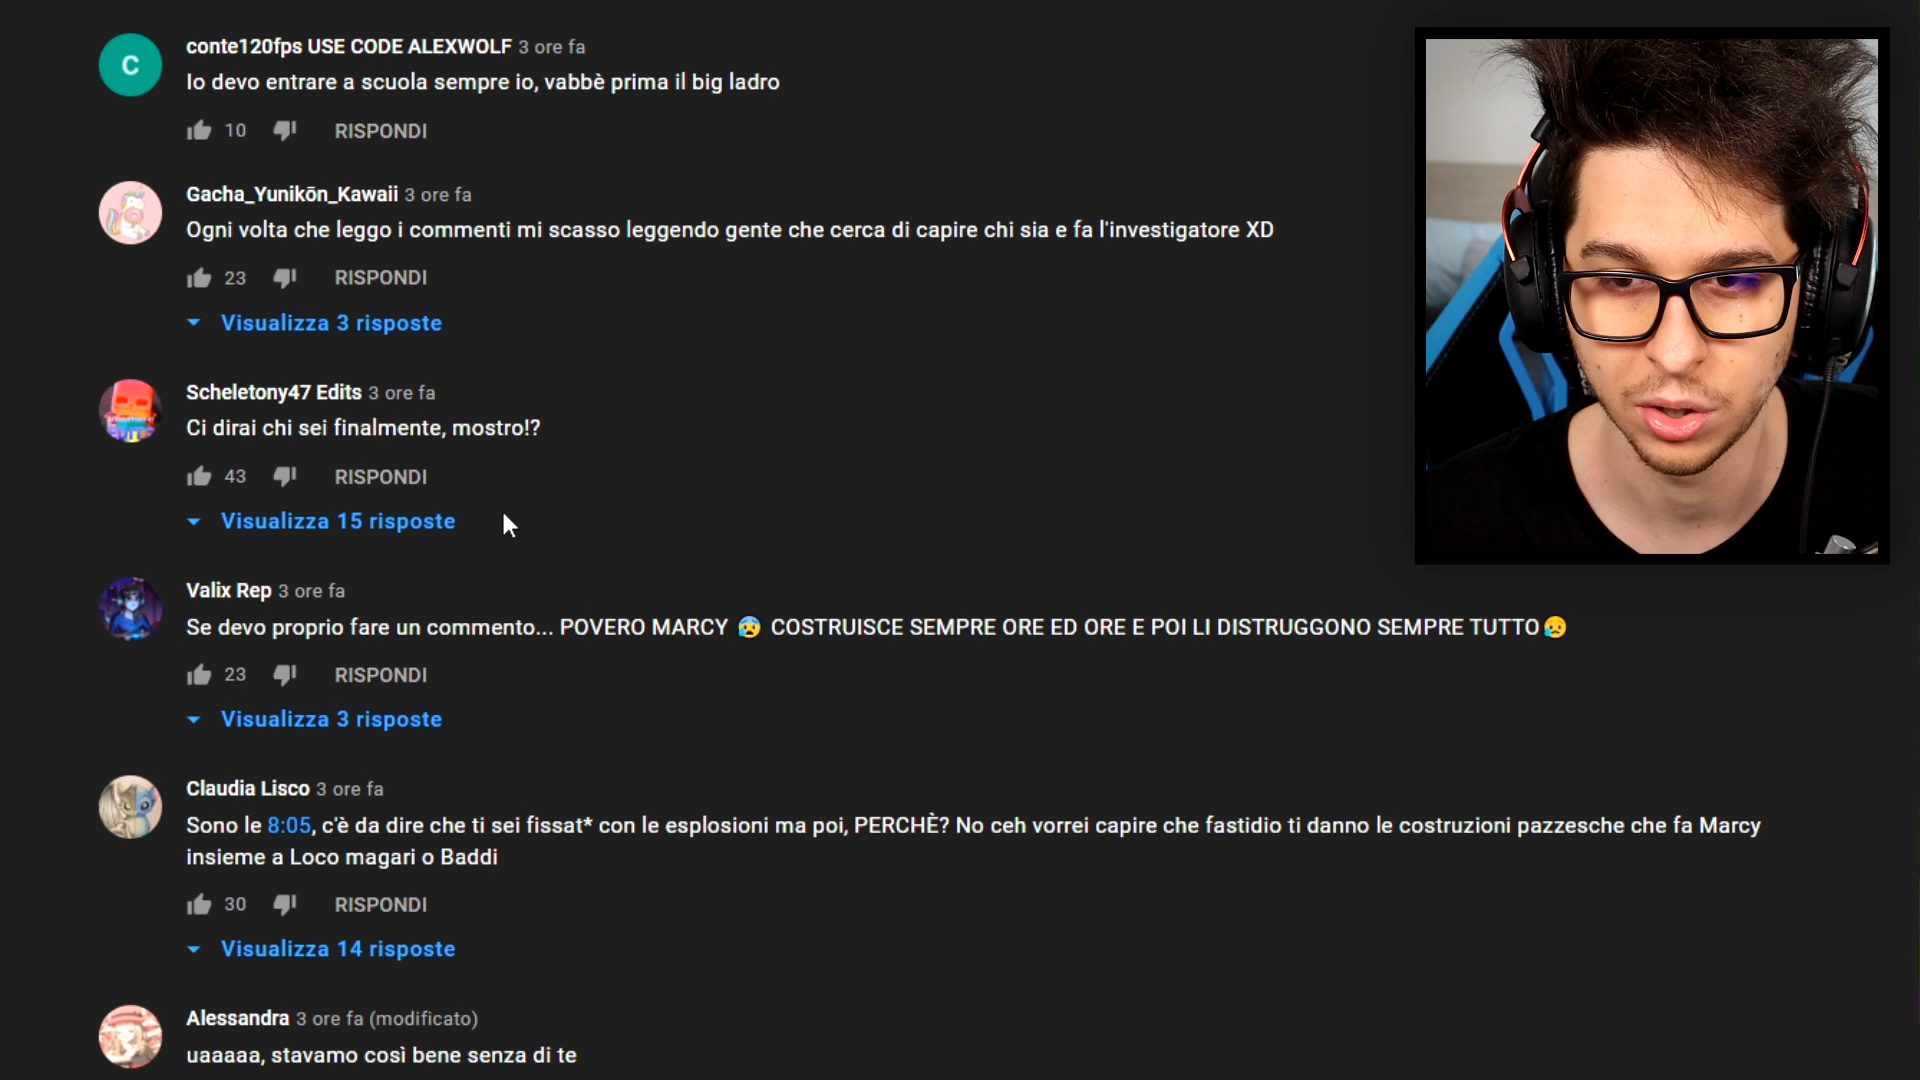 C
conte120fps USE CODE ALEXWOLF 3 ore fa
Io devo entrare a scuola sempre io, vabbè prima il big ladro
10 RISPONDI
Gacha_Yunikōn_Kawaii 3 ore fa
Ogni volta che leggo i commenti mi scasso leggendo gente che cerca di capire chi sia e fa l'investigatore XD
23 RISPONDI
Visualizza 3 risposte
Scheletony47 Edits 3 ore fa
Ci dirai chi sei finalmente, mostro!?
43 RISPONDI
Visualizza 15 risposte
Valix Rep 3 ore fa
Se devo proprio fare un commento... POVERO MARCY 😰 COSTRUISCE SEMPRE ORE ED ORE E POI LI DISTRUGGONO SEMPRE TUTTO😥
23 RISPONDI
Visualizza 3 risposte
Claudia Lisco 3 ore fa
Sono le 8:05, c'è da dire che ti sei fissat* con le esplosioni ma poi, PERCHÈ? No ceh vorrei capire che fastidio ti danno le costruzioni pazzesche che fa Marcy
insieme a Loco magari o Baddi
30 RISPONDI
Visualizza 14 risposte
Alessandra 3 ore fa (modificato)
uaaaaa, stavamo così bene senza di te